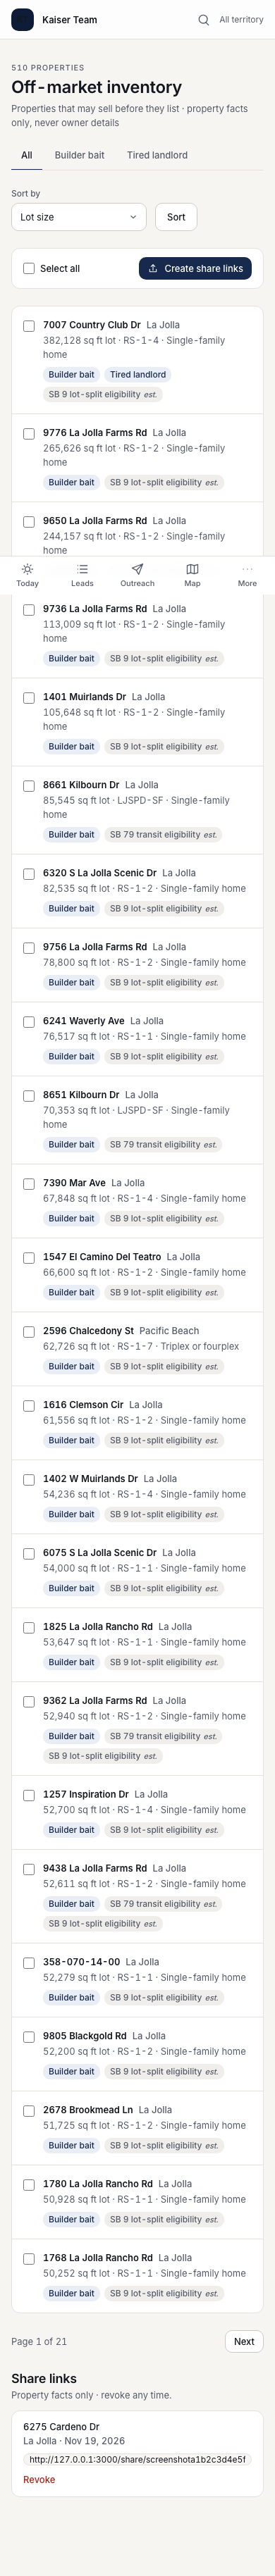 Kaiser Team
All territory
510 PROPERTIES
Off-market inventory
Properties that may sell before they list · property facts
only, never owner details
All
Builder bait
Tired landlord
Sort by
Lot size
Sort
Select all
Create share links
7007 Country Club Dr La Jolla
382,128 sq ft lot · RS-1-4 · Single-family
home
Builder bait
Tired landlord
SB 9 lot-split eligibility est.
9776 La Jolla Farms Rd La Jolla
265,626 sq ft lot · RS-1-2 · Single-family
home
Builder bait
SB 9 lot-split eligibility est.
9650 La Jolla Farms Rd La Jolla
244,157 sq ft lot · RS-1-2 · Single-family
home
Today
Leads
Outreach
Map
More
9736 La Jolla Farms Rd La Jolla
113,009 sq ft lot · RS-1-2 · Single-family
home
Builder bait
SB 9 lot-split eligibility est.
1401 Muirlands Dr La Jolla
105,648 sq ft lot · RS-1-2 · Single-family
home
Builder bait
SB 9 lot-split eligibility est.
8661 Kilbourn Dr La Jolla
85,545 sq ft lot · LJSPD-SF · Single-family
home
Builder bait
SB 79 transit eligibility est.
6320 S La Jolla Scenic Dr La Jolla
82,535 sq ft lot · RS-1-2 · Single-family home
Builder bait
SB 9 lot-split eligibility est.
9756 La Jolla Farms Rd La Jolla
78,800 sq ft lot · RS-1-2 · Single-family home
Builder bait
SB 9 lot-split eligibility est.
6241 Waverly Ave La Jolla
76,517 sq ft lot · RS-1-1 · Single-family home
Builder bait
SB 9 lot-split eligibility est.
8651 Kilbourn Dr La Jolla
70,353 sq ft lot · LJSPD-SF · Single-family
home
Builder bait
SB 79 transit eligibility est.
7390 Mar Ave La Jolla
67,848 sq ft lot · RS-1-4 · Single-family home
Builder bait
SB 9 lot-split eligibility est.
1547 El Camino Del Teatro La Jolla
66,600 sq ft lot · RS-1-2 · Single-family home
Builder bait
SB 9 lot-split eligibility est.
2596 Chalcedony St Pacific Beach
62,726 sq ft lot · RS-1-7 · Triplex or fourplex
Builder bait
SB 9 lot-split eligibility est.
1616 Clemson Cir La Jolla
61,556 sq ft lot · RS-1-2 · Single-family home
Builder bait
SB 9 lot-split eligibility est.
1402 W Muirlands Dr La Jolla
54,236 sq ft lot · RS-1-4 · Single-family home
Builder bait
SB 9 lot-split eligibility est.
6075 S La Jolla Scenic Dr La Jolla
54,000 sq ft lot · RS-1-1 · Single-family home
Builder bait
SB 9 lot-split eligibility est.
1825 La Jolla Rancho Rd La Jolla
53,647 sq ft lot · RS-1-1 · Single-family home
Builder bait
SB 9 lot-split eligibility est.
9362 La Jolla Farms Rd La Jolla
52,940 sq ft lot · RS-1-2 · Single-family home
Builder bait
SB 79 transit eligibility est.
SB 9 lot-split eligibility est.
1257 Inspiration Dr La Jolla
52,700 sq ft lot · RS-1-4 · Single-family home
Builder bait
SB 9 lot-split eligibility est.
9438 La Jolla Farms Rd La Jolla
52,611 sq ft lot · RS-1-2 · Single-family home
Builder bait
SB 79 transit eligibility est.
SB 9 lot-split eligibility est.
358-070-14-00 La Jolla
52,279 sq ft lot · RS-1-1 · Single-family home
Builder bait
SB 9 lot-split eligibility est.
9805 Blackgold Rd La Jolla
52,200 sq ft lot · RS-1-2 · Single-family home
Builder bait
SB 9 lot-split eligibility est.
2678 Brookmead Ln La Jolla
51,725 sq ft lot · RS-1-2 · Single-family home
Builder bait
SB 9 lot-split eligibility est.
1780 La Jolla Rancho Rd La Jolla
50,928 sq ft lot · RS-1-1 · Single-family home
Builder bait
SB 9 lot-split eligibility est.
1768 La Jolla Rancho Rd La Jolla
50,252 sq ft lot · RS-1-1 · Single-family home
Builder bait
SB 9 lot-split eligibility est.
Page 1 of 21
Next
Share links
Property facts only · revoke any time.
6275 Cardeno Dr
La Jolla · Nov 19, 2026
http://127.0.0.1:3000/share/screenshota1b2c3d4e5f
Revoke